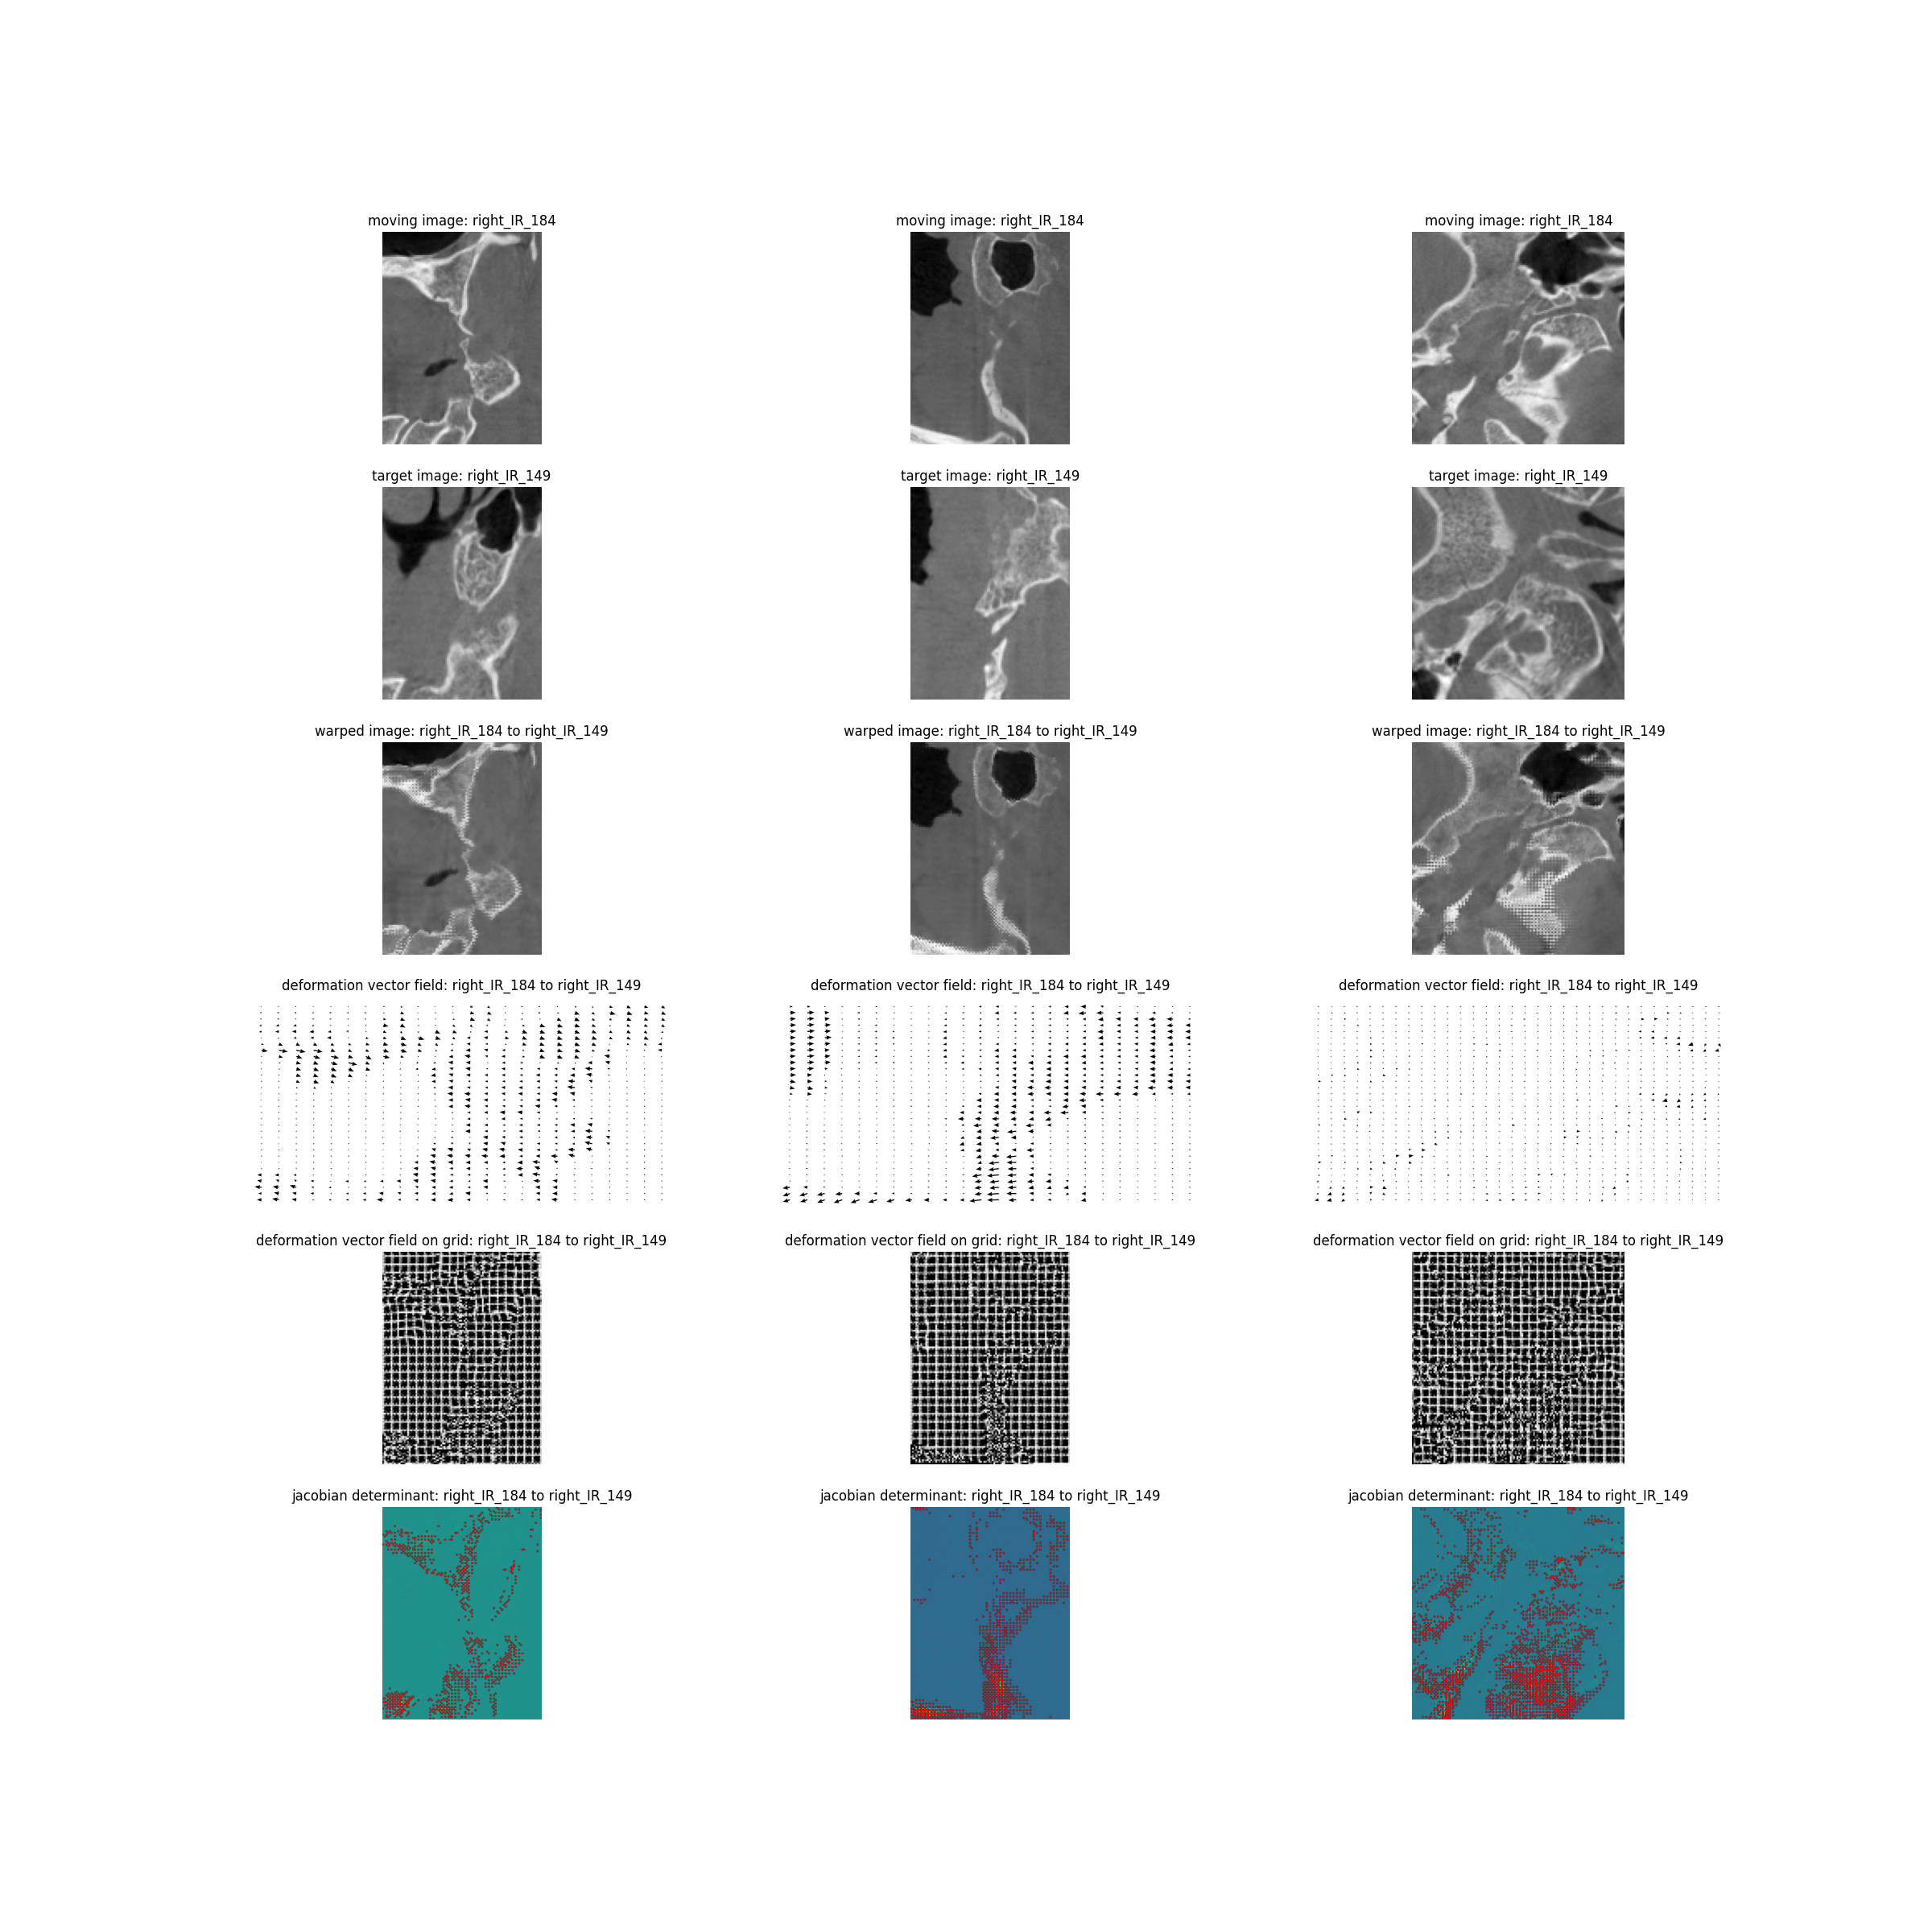 moving image: right_IR_184 moving image: right_IR_184 moving image: right_IR_184
target image: right_IR_149 target image: right_IR_149 target image: right_IR_149
warped image: right_IR_184 to right_IR_149 warped image: right_IR_184 to right_IR_149 warped image: right_IR_184 to right_IR_149
deformation vector field: right_IR_184 to right_IR_149 deformation vector field: right_IR_184 to right_IR_149 deformation vector field: right_IR_184 to right_IR_149
deformation vector field on grid: right_IR_184 to right_IR_149 deformation vector field on grid: right_IR_184 to right_IR_149 deformation vector field on grid: right_IR_184 to right_IR_149
jacobian determinant: right_IR_184 to right_IR_149 jacobian determinant: right_IR_184 to right_IR_149 jacobian determinant: right_IR_184 to right_IR_149